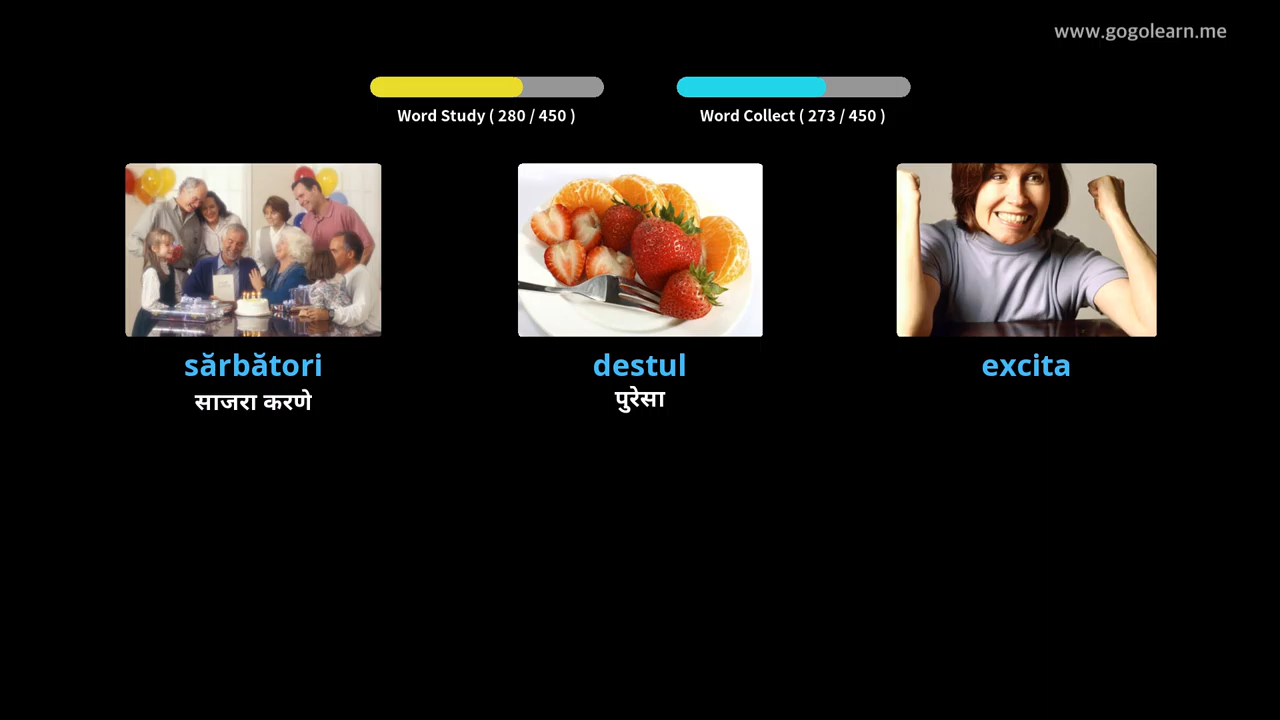 www.gogolearn.me
Word Study ( 280 / 450 )
Word Collect ( 273 / 450 )
sărbători
destul
excita
साजरा करणे
पुरेसा